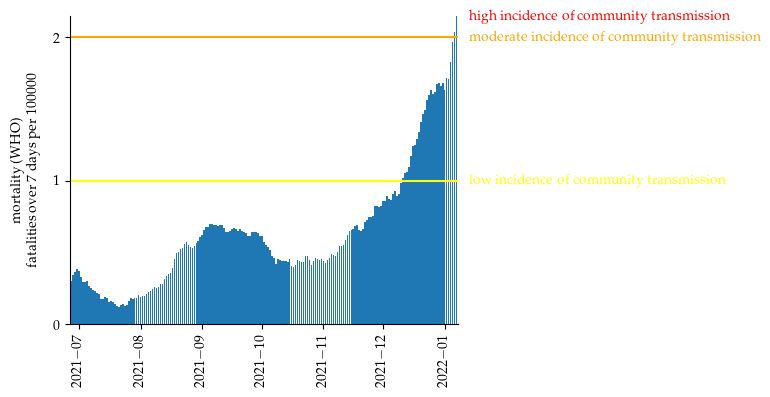 high incidence of community transmission
2
moderate incidence of community transmission
mortality (WHO)
fatalities over 7 days per 100000
1
low incidence of community transmission
0
2021−07
2021−08
2021−09
2021−10
2021−11
2021−12
2022−01